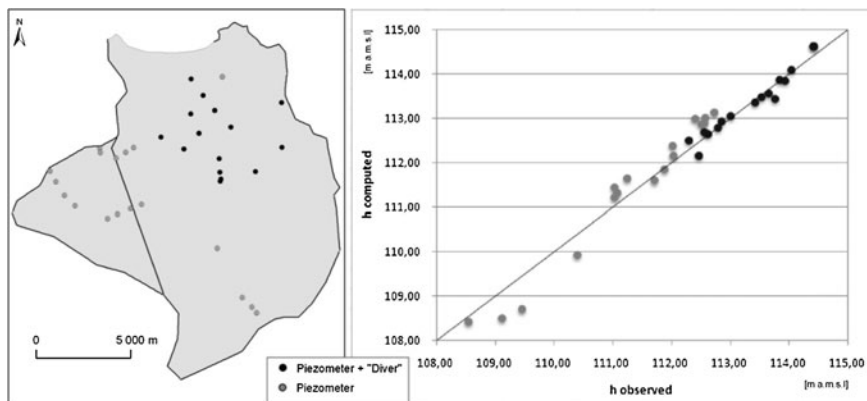 N
0
5 000 m
Piezometer + "Diver"
Piezometer
115,00
[m a.m.s.l]
114,00
113,00
112,00
111,00
110,00
109,00
108,00
h computed
108,00 109,00 110,00 111,00 112,00 113,00 114,00 115,00
h observed
[m a.m.s.l]